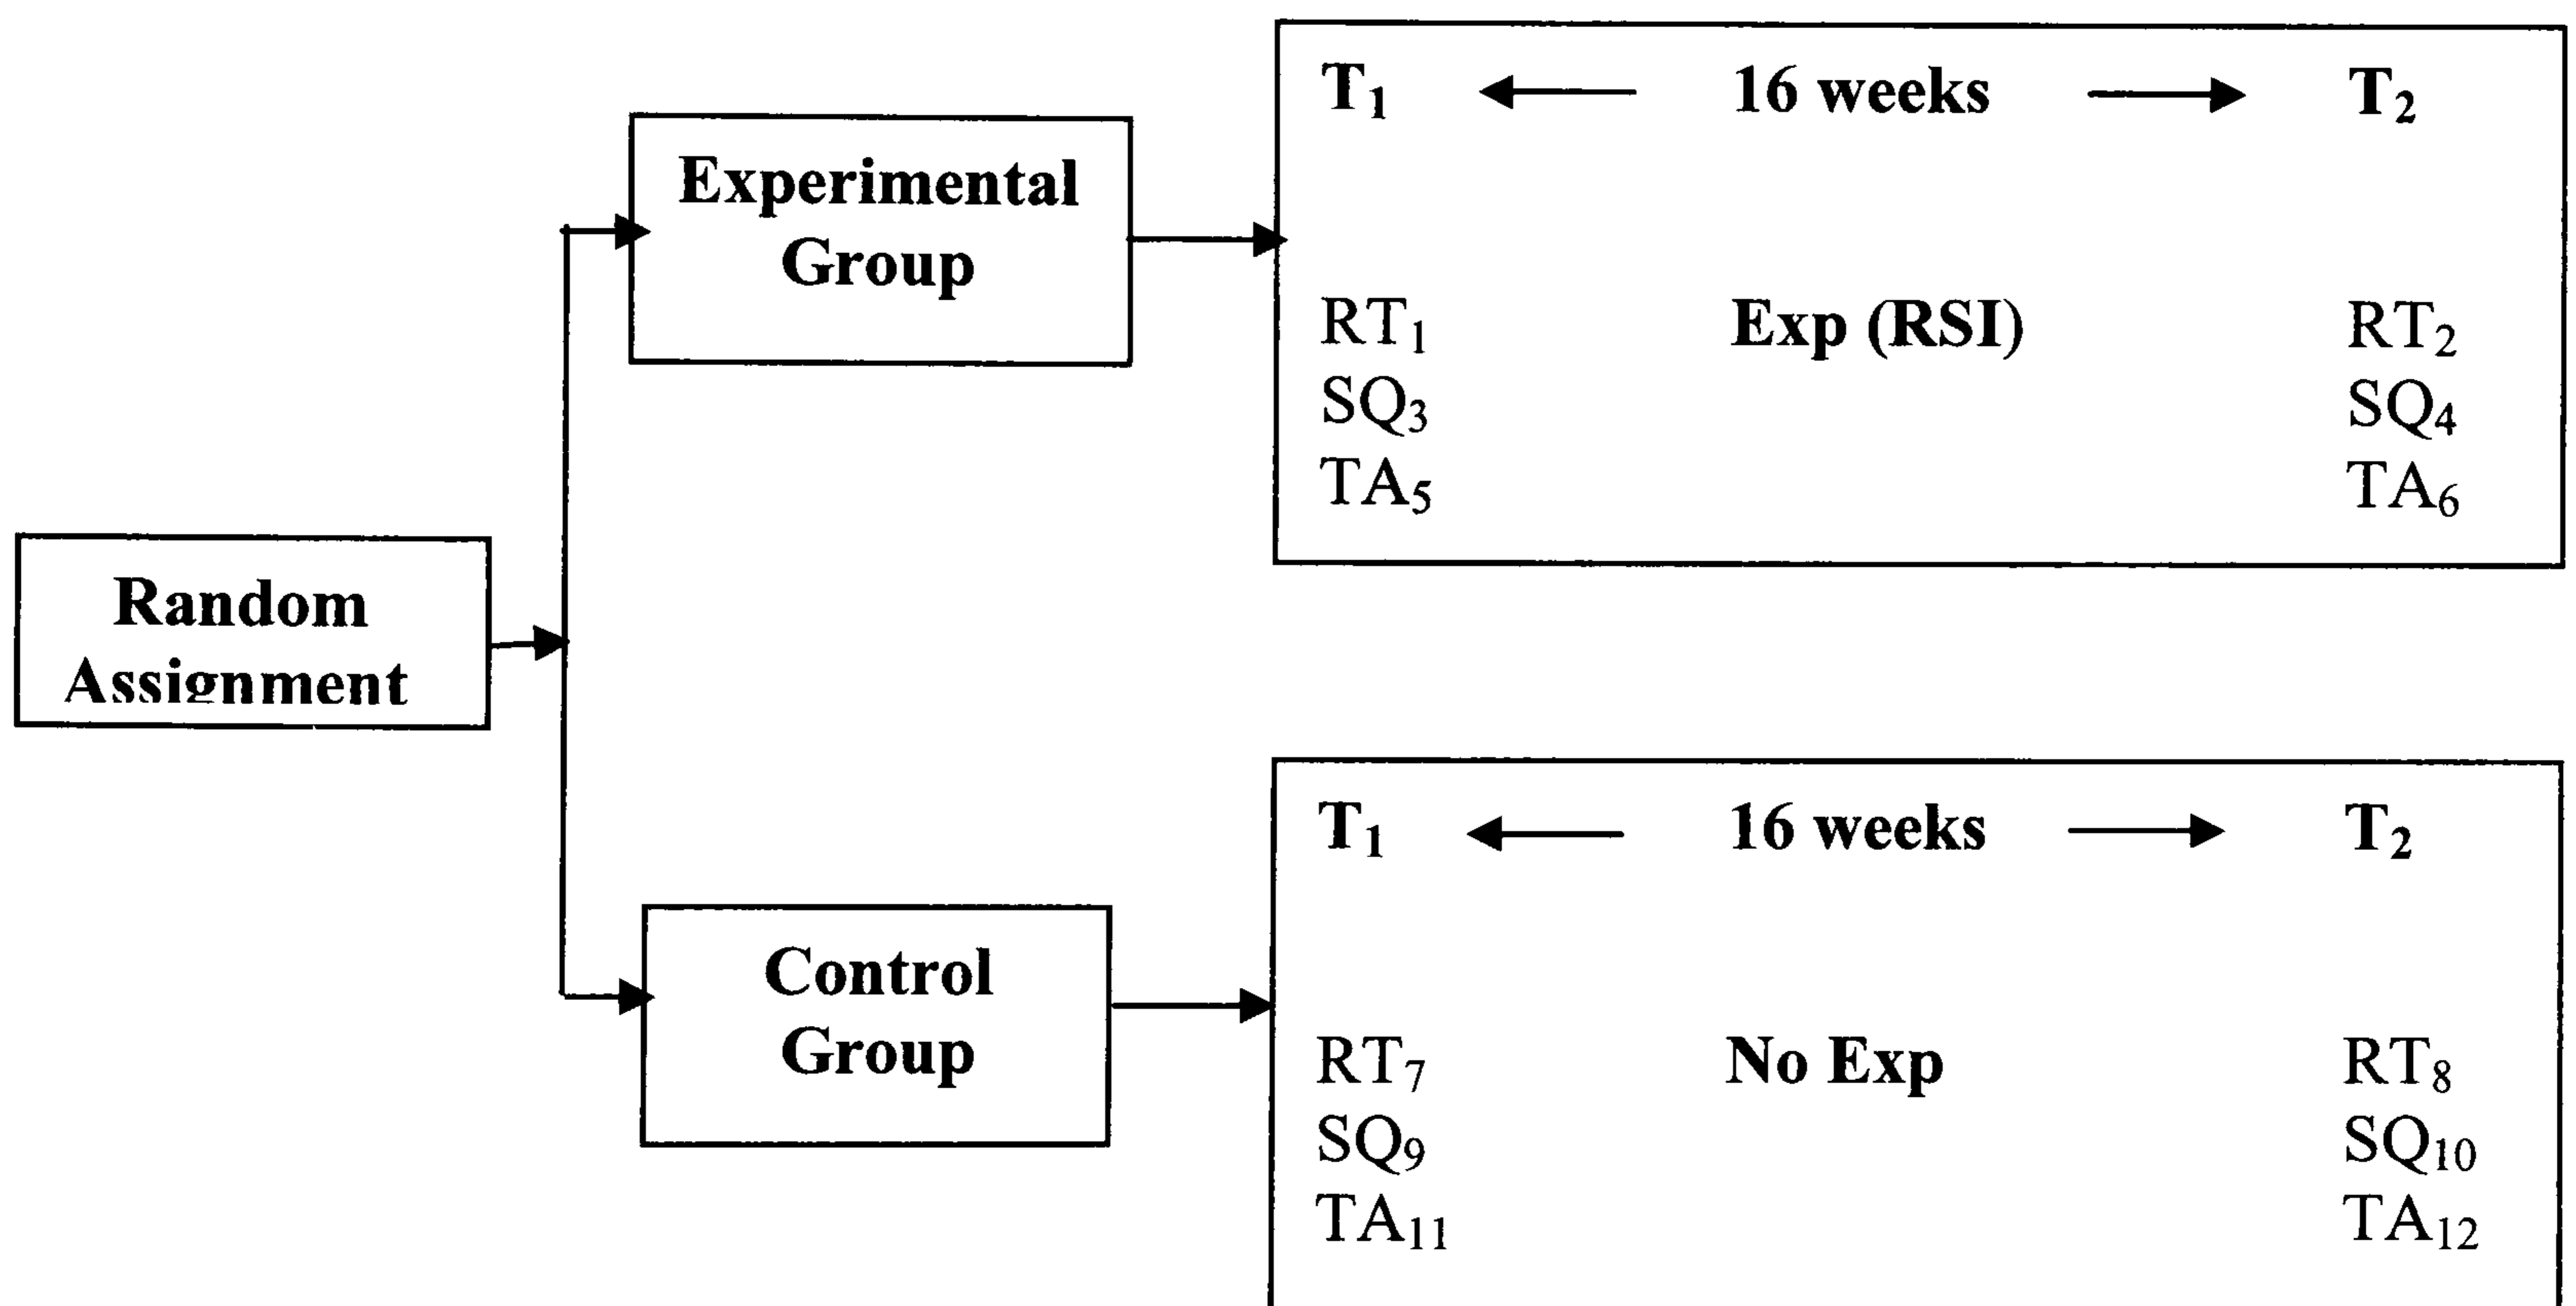 T₁ ← 16 weeks → T₂
Experimental
Group
RT₁ Exp (RSI) RT₂
SQ₃ SQ₄
TA₅ TA₆
Random
Assignment
T₁ ← 16 weeks → T₂
Control
Group
RT₇ No Exp RT₈
SQ₉ SQ₁₀
TA₁₁ TA₁₂